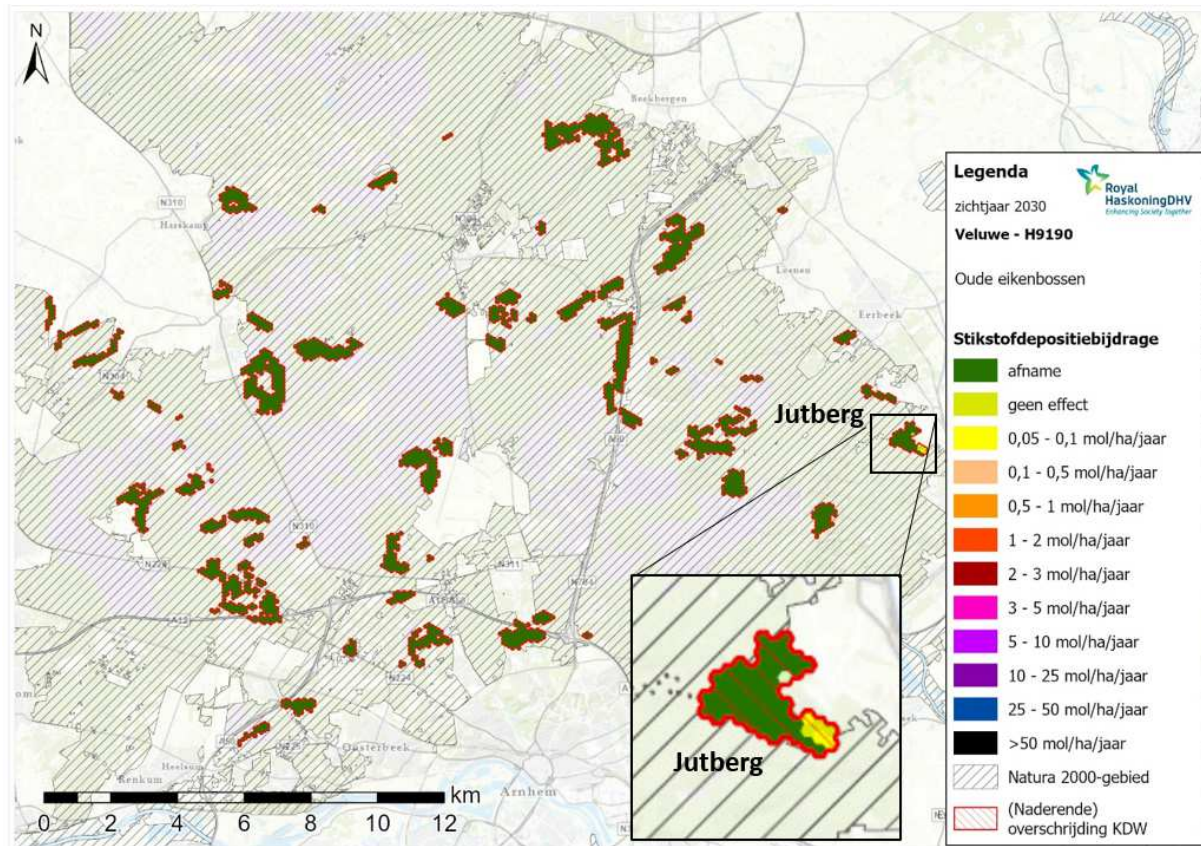 N
Beekbergen
N310
Harskamp
N304
Loenen
Eerbeek
N304
Jutberg
A50
N310
N224
N311
N784
A12
N224
Jutberg
A50
N225
Oosterbeek
Heelsum
Renkum
Arnhem
km
0 2 4 6 8 10 12
Legenda
Royal
HaskoningDHV
Enhancing Society Together
zichtjaar 2030
Veluwe - H9190
Oude eikenbossen
Stikstofdepositiebijdrage
afname
geen effect
0,05 - 0,1 mol/ha/jaar
0,1 - 0,5 mol/ha/jaar
0,5 - 1 mol/ha/jaar
1 - 2 mol/ha/jaar
2 - 3 mol/ha/jaar
3 - 5 mol/ha/jaar
5 - 10 mol/ha/jaar
10 - 25 mol/ha/jaar
25 - 50 mol/ha/jaar
>50 mol/ha/jaar
Natura 2000-gebied
(Naderende)
overschrijding KDW